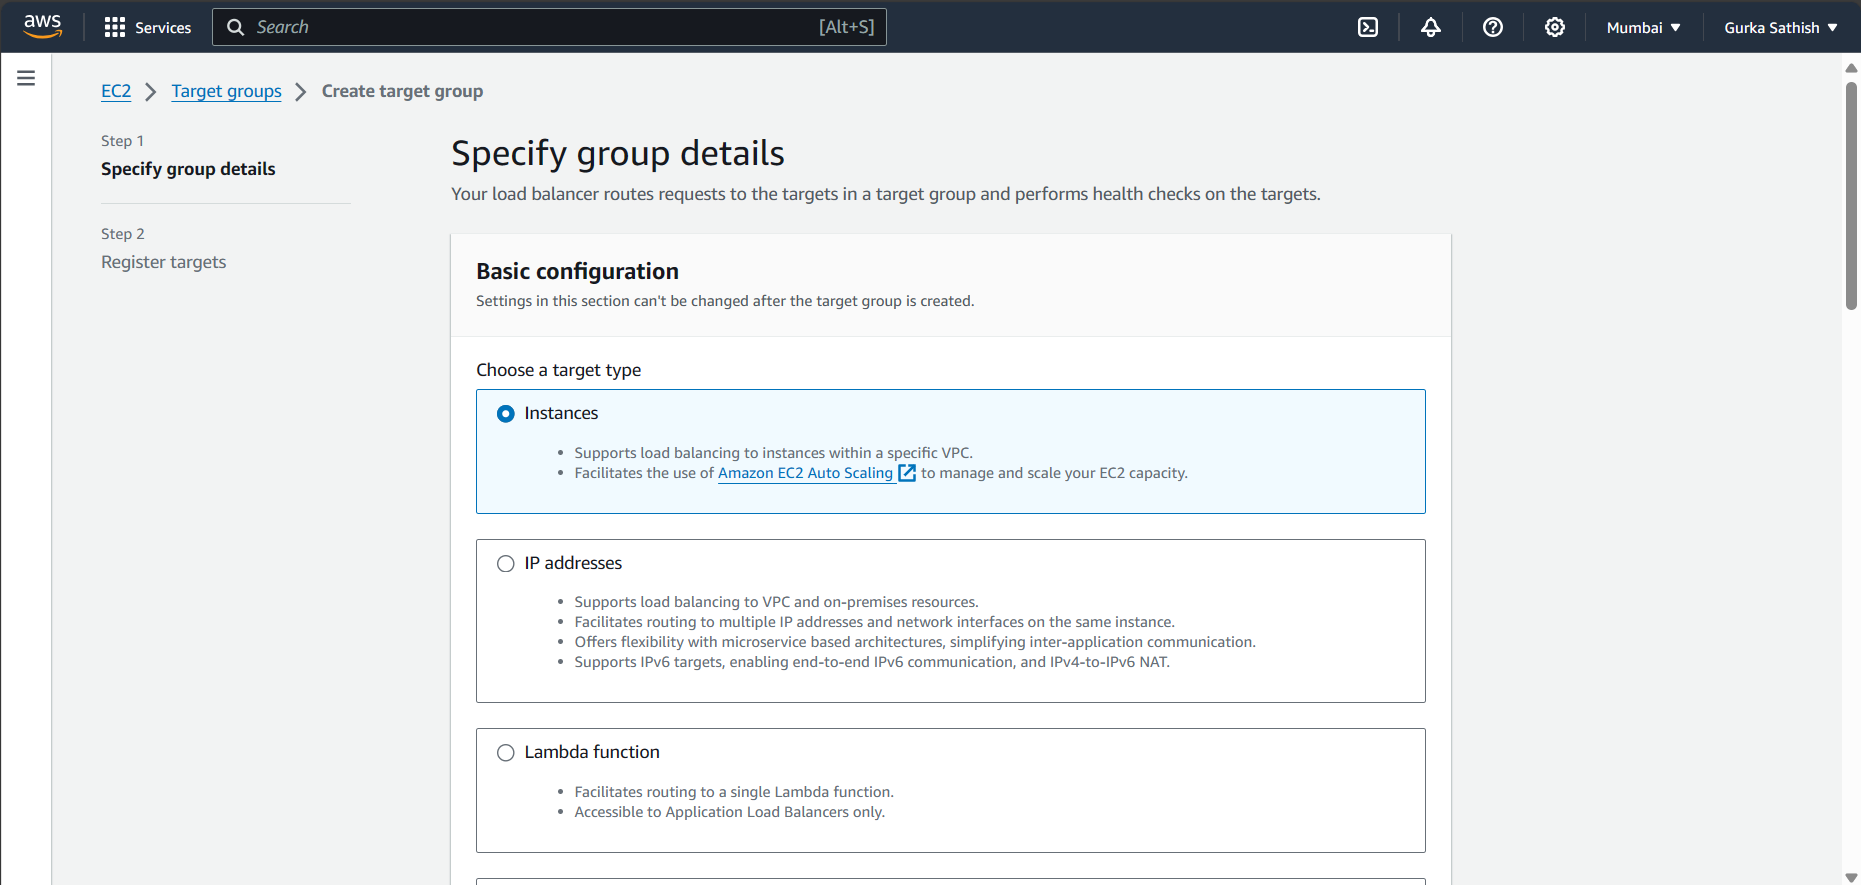 aws
Services
Search
[Alt+S]
Mumbai
Gurka Sathish
EC2
Target groups
Create target group
Step 1
Specify group details
Step 2
Register targets
Specify group details
Your load balancer routes requests to the targets in a target group and performs health checks on the targets.
Basic configuration
Settings in this section can't be changed after the target group is created.
Choose a target type
Instances
Supports load balancing to instances within a specific VPC.
Facilitates the use of Amazon EC2 Auto Scaling to manage and scale your EC2 capacity.
IP addresses
Supports load balancing to VPC and on-premises resources.
Facilitates routing to multiple IP addresses and network interfaces on the same instance.
Offers flexibility with microservice based architectures, simplifying inter-application communication.
Supports IPv6 targets, enabling end-to-end IPv6 communication, and IPv4-to-IPv6 NAT.
Lambda function
Facilitates routing to a single Lambda function.
Accessible to Application Load Balancers only.